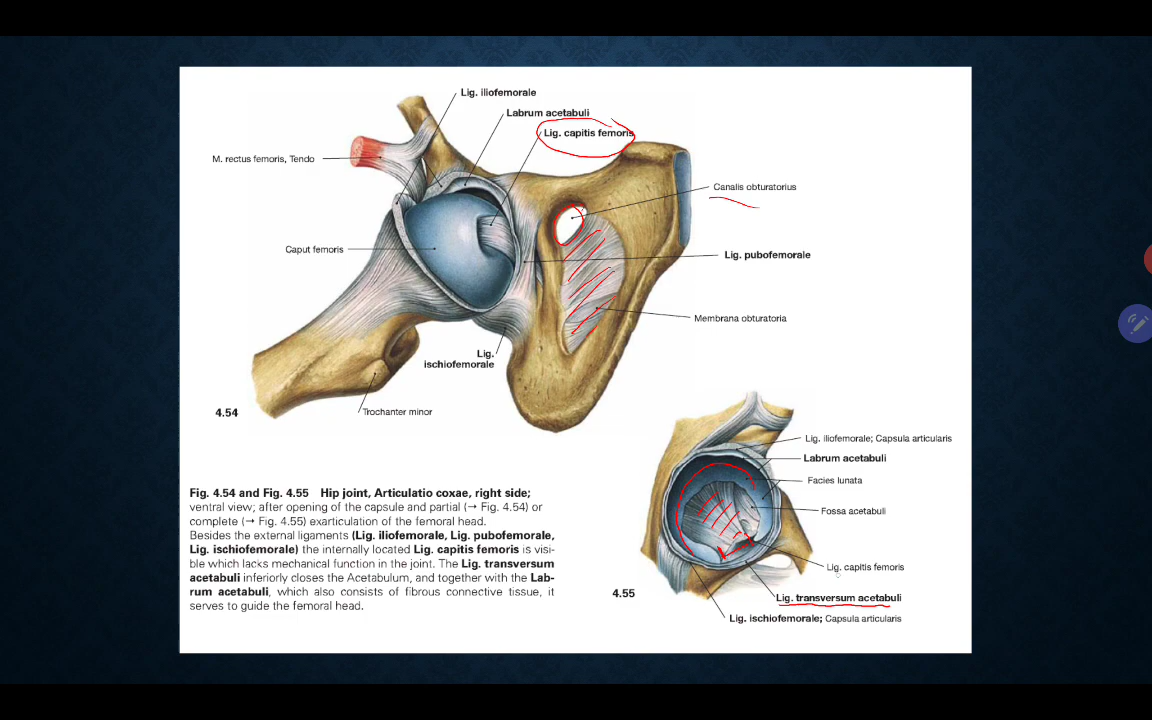 Lig. iliofemorale
Labrum acetabuli
Lig. capitis femoris
M. rectus femoris, Tendo
Canalis obturatorius
Caput femoris
Lig. pubofemorale
Membrana obturatoria
Lig.
ischiofemorale
Trochanter minor
4.54
Lig. iliofemorale; Capsula articularis
Labrum acetabuli
Facies lunata
Fossa acetabuli
Lig. capitis femoris
4.55
Lig. transversum acetabuli
Lig. ischiofemorale; Capsula articularis
Fig. 4.54 and Fig. 4.55 Hip joint, Articulatio coxae, right side;
ventral view; after opening of the capsule and partial (→ Fig. 4.54) or
complete (→ Fig. 4.55) exarticulation of the femoral head.
Besides the external ligaments (Lig. iliofemorale, Lig. pubofemorale,
Lig. ischiofemorale) the internally located Lig. capitis femoris is visi-
ble which lacks mechanical function in the joint. The Lig. transversum
acetabuli inferiorly closes the Acetabulum, and together with the Lab-
rum acetabuli, which also consists of fibrous connective tissue, it
serves to guide the femoral head.